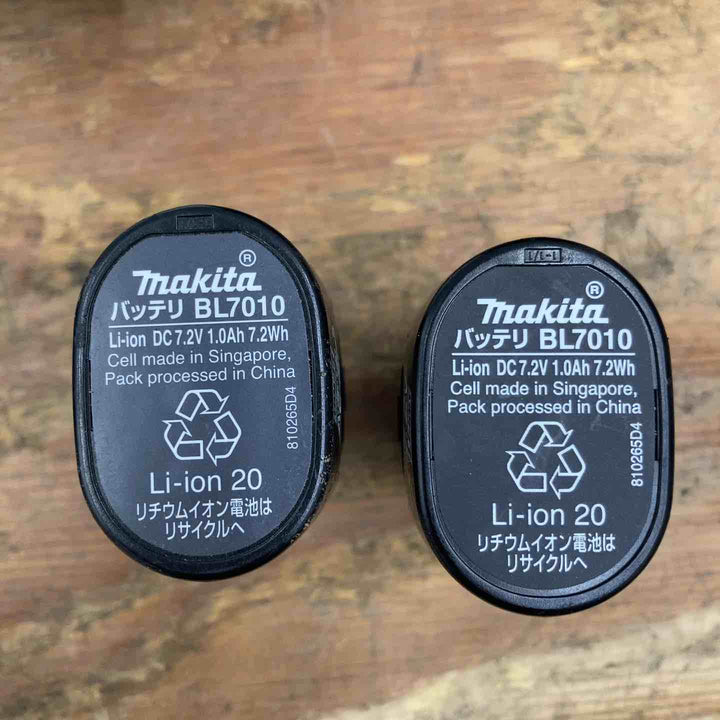 makita®
バッテリ BL7010
Li-ion DC 7.2V 1.0Ah 7.2Wh
Cell made in Singapore,
Pack processed in China
810265D4
Li-ion 20
リチウムイオン電池は
リサイクルへ
makita®
バッテリ BL7010
Li-ion DC 7.2V 1.0Ah 7.2Wh
Cell made in Singapore,
Pack processed in China
810265D4
Li-ion 20
リチウムイオン電池は
リサイクルへ